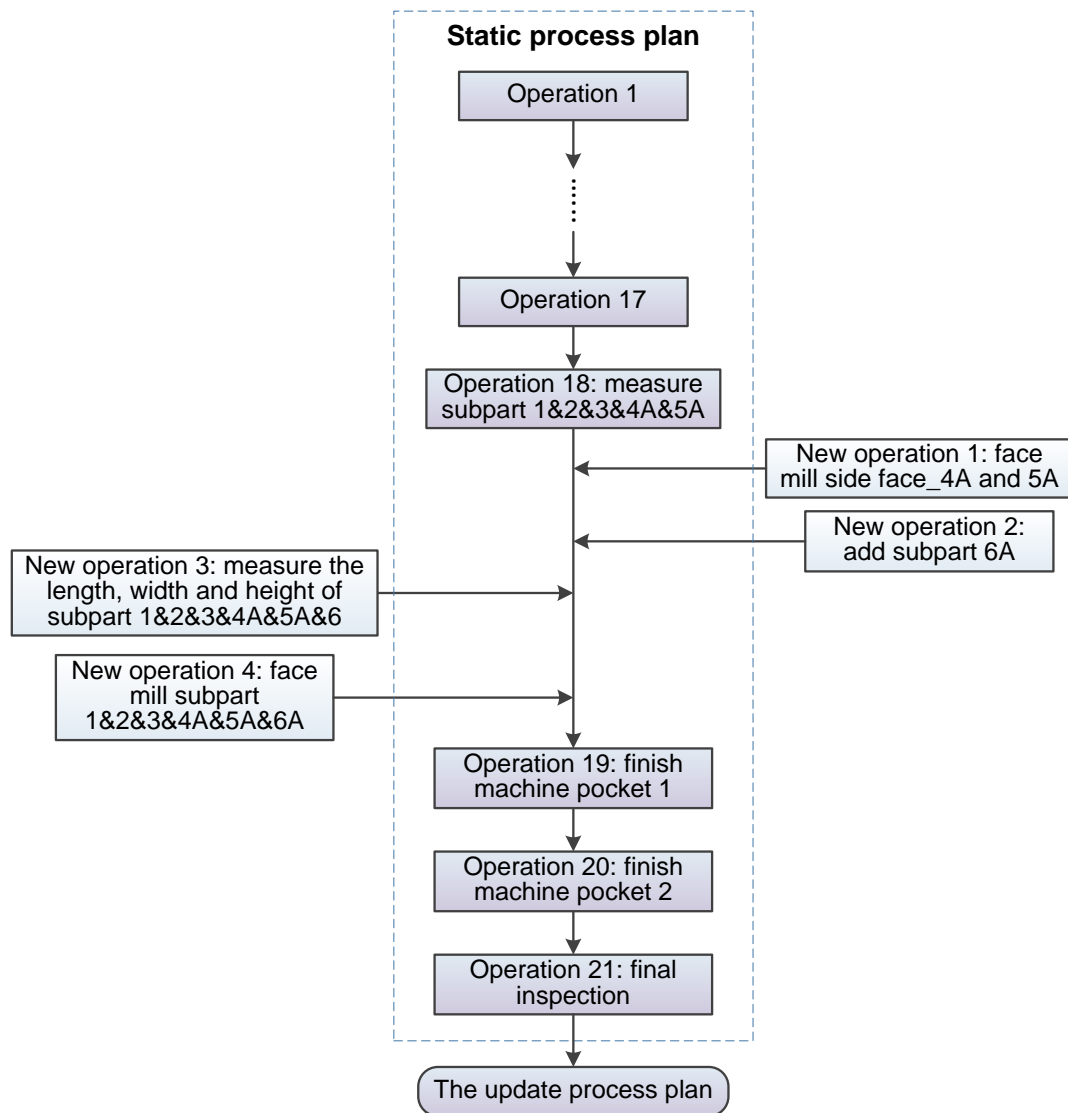 Static process plan
Operation 1
Operation 17
Operation 18: measure
subpart 1&2&3&4A&5A
New operation 1: face
mill side face_4A and 5A
New operation 2:
add subpart 6A
New operation 3: measure the
length, width and height of
subpart 1&2&3&4A&5A&6
New operation 4: face
mill subpart
1&2&3&4A&5A&6A
Operation 19: finish
machine pocket 1
Operation 20: finish
machine pocket 2
Operation 21: final
inspection
The update process plan